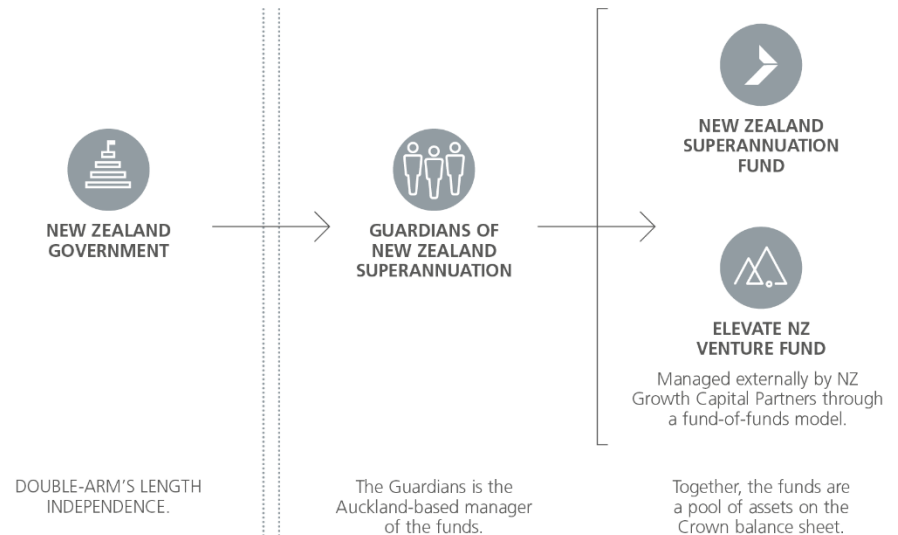 NEW ZEALAND
GOVERNMENT
GUARDIANS OF
NEW ZEALAND
SUPERANNUATION
NEW ZEALAND
SUPERANNUATION
FUND
ELEVATE NZ
VENTURE FUND
Managed externally by NZ
Growth Capital Partners through
a fund-of-funds model.
DOUBLE-ARM'S LENGTH
INDEPENDENCE.
The Guardians is the
Auckland-based manager
of the funds.
Together, the funds are
a pool of assets on the
Crown balance sheet.